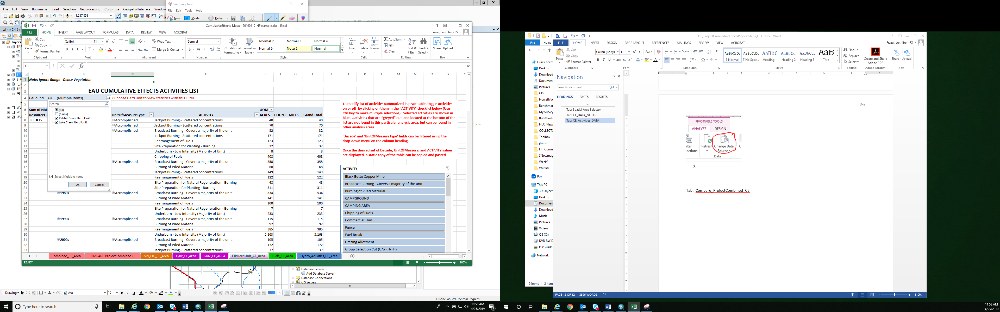 Snipping Tool
File Edit View Bookmarks Insert Selection Geoprocessing Customize Geospatial Interface Window
File Edit Tools Help
1:237,853
New Mode Delay
Table Of Co
Layers
CumulativeEffects_Master_20190419_HFexample.xlsx - Excel
FILE HOME INSERT PAGE LAYOUT FORMULAS DATA REVIEW VIEW ACROBAT
Frazer, Jennifer - FS
Paste Cut Copy Format Painter
Calibri 11
Wrap Text
Merge & Center
General
Conditional Formatting Format as Table
Normal 2 Normal 3 Normal 4
Normal 5 Note 2 Normal
Insert Delete Format
AutoSum Fill Clear
Sort & Filter Find & Select
Share Upload
Clipboard Font Alignment Number Styles Cells Editing Box
C1
A B C D E F G H I J K L M N O P
1 Note: Ignore Range - Dense Vegetation
2
3 EAU CUMULATIVE EFFECTS ACTIVITIES LIST
4 CeBound_EAU (Multiple Items) < Choose Herd Unit to view statistics with this Filter
5
6 Sum of NBR UOM
7 ResourceGr UnitOfMeasureType ACTIVITY ACRES COUNT MILES Grand Total
8 FUELS Accomplished Jackpot Burning - Scattered concentrations 40 40
9 Accomplished Jackpot Burning - Scattered concentrations 70 70
10 Accomplished Broadcast Burning - Covers a majority of the unit 32 32
11 Jackpot Burning - Scattered concentrations 171 171
12 Rearrangement of Fuels 123 123
13 Site Preparation for Planting - Burning 32 32
14 Underburn - Low Intensity (Majority of Unit) 8 8
15 Chipping of Fuels 408 408
16 Accomplished Broadcast Burning - Covers a majority of the unit 358 358
17 Burning of Piled Material 68 68
18 Jackpot Burning - Scattered concentrations 149 149
19 Rearrangement of Fuels 122 122
20 Site Preparation for Natural Regeneration - Burning 48 48
21 Site Preparation for Planting - Burning 311 311
22 1980s Accomplished Broadcast Burning - Covers a majority of the unit 534 534
23 Burning of Piled Material 141 141
24 Rearrangement of Fuels 100 100
25 Site Preparation for Natural Regeneration - Burning 7 7
26 Underburn - Low Intensity (Majority of Unit) 233 233
27 1990s Accomplished Broadcast Burning - Covers a majority of the unit 115 115
28 Burning of Piled Material 92 92
29 Rearrangement of Fuels 385 385
30 Underburn - Low Intensity (Majority of Unit) 5,163 5,163
31 2000s Accomplished Broadcast Burning - Covers a majority of the unit 105 105
32 Burning of Piled Material 172 172
33 Jackpot Burning - Scattered concentrations 37 37
Search
(All)
(blank)
Rabbit Creek Herd Unit
Lake Creek Herd Unit
Select Multiple Items
OK Cancel
To modify list of activities summarized in pivot table, toggle activities
on or off by clicking on them in the 'ACTIVITY' checklist below (Use
Ctrl key to make multiple selections). Selected activities are shown in
blue. Activities that are "greyed" out and located at the bottom of the
list are not found in this particular analysis area, but can be found in
other analysis areas.
'Decade' and 'UnitOfMeasureType' fields can be filtered using the
drop-down menu on the column heading.
Once the desired set of Decade, UnitOfMeasure, and ACTIVITY values
are displayed, a static copy of the table can be copied and pasted
ACTIVITY
Black Butte Copper Mine
Broadcast Burning - Covers a majority of the unit
Burning of Piled Material
CAMPGROUND
CAMPING AREA
Chipping of Fuels
Commercial Thin
Fence
Fuel Break
Grazing Allotment
Group Selection Cut (UA/RH/FH)
Tools
... Combined_CE_Area COMPARE ProjectCombined CE Silv_OG_CE_Area Lynx_CE_Area GRIZ_CE_AREA ElkHerdUnit_CE_Area Fuels_CE_Area Hydro_Aquatics_CE_Area
READY 100%
294
Database Servers
Add Database Server
Database Connections
GIS Servers
Drawing Arial 10 B I U A
-110.562 46.359 Decimal Degrees
Type here to search
11:58 AM
4/25/2019
HF_ProjectCumulativeEffectsProcessSteps_HLC.docx - Word
File Home
FILE HOME INSERT DESIGN PAGE LAYOUT REFERENCES MAILINGS REVIEW VIEW ACROBAT
Frazer, Jennifer - FS
Paste Cut Copy Format Painter
Calibri (Body) 11
Normal No Spac... Heading 1 Heading 2 Heading 3 Title
Find Replace Select
Create and Share Adobe PDF
Share Upload
Clipboard Font Paragraph Styles Editing Adobe Acrobat Box
Quick acces
Desktop
Download
Documen
Pictures
GIS
HorseflyVe
Benchmar
My Survey
BobMarsh
HLC_Nepa
COLLECTO
Toolbox
jfrazer
HF_Cumu
SNowmag
Week2
Wildlife
Box
This PC
3D Object
Desktop
Documen
Download
Music
Pictures
Videos
OS (C:)
DVD RW D
fs (\\usda.
Network
5 items 2 item
Navigation
Search document
HEADINGS PAGES RESULTS
Tab: Spatial Area Selector
Tab: CE_DATA_NOTES
Tab: CE_Activities_DATA
D-2
PIVOTTABLE TOOLS
ANALYZE DESIGN
ilter ections Refresh Change Data Source
Data
2.
Tab: Compare_ProjectCombined_CE
PAGE 12 OF 12 3396 WORDS 110%
11:58 AM
4/25/2019